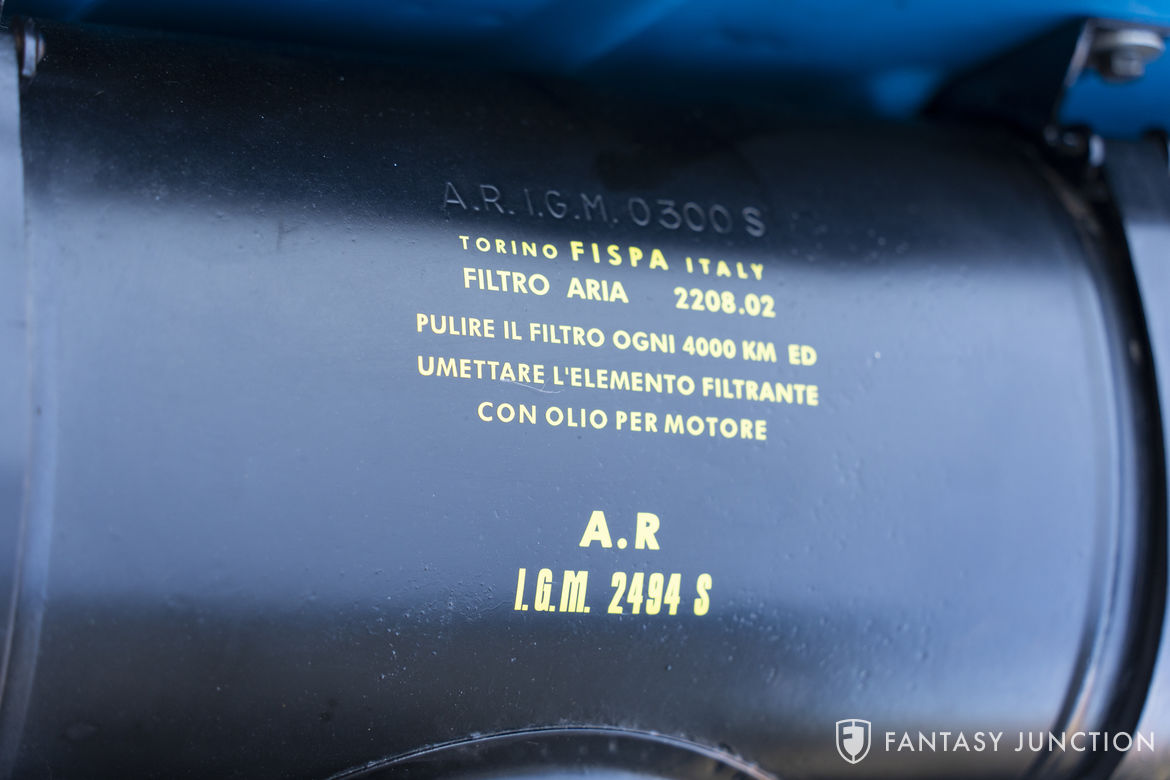 A.R. I.G.M. 0300 S
TORINO FISPA ITALY
FILTRO ARIA 2208.02
PULIRE IL FILTRO OGNI 4000 KM ED
UMETTARE L'ELEMENTO FILTRANTE
CON OLIO PER MOTORE
A.R
I.G.M. 2494 S
FANTASY JUNCTION